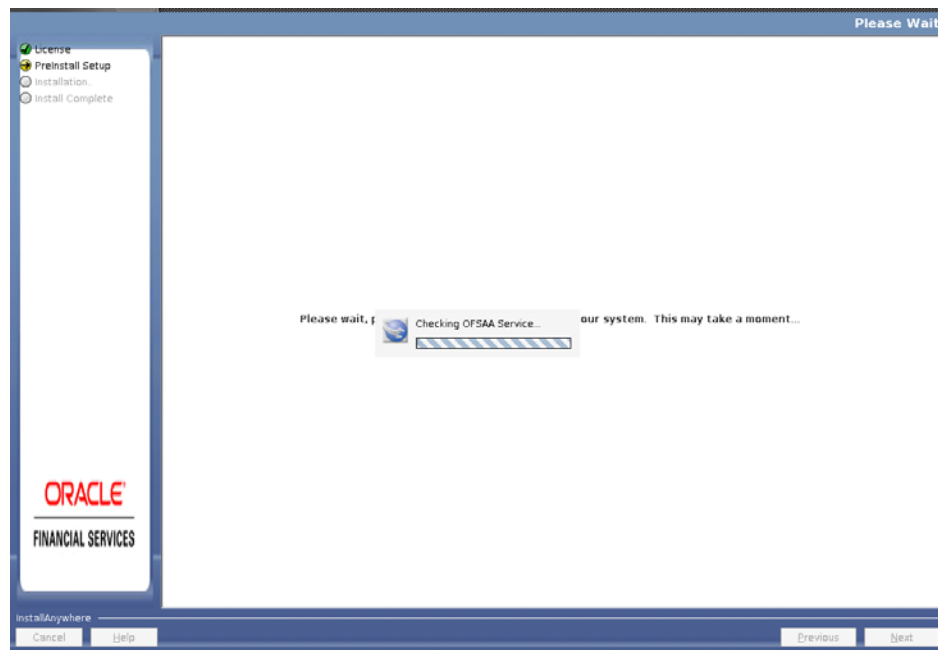 Please Wait
License
PreInstall Setup
Installation..
Install Complete
Please wait, p
Checking OFSAA Service...
our system. This may take a moment...
ORACLE
FINANCIAL SERVICES
InstallAnywhere
Cancel Help Previous Next